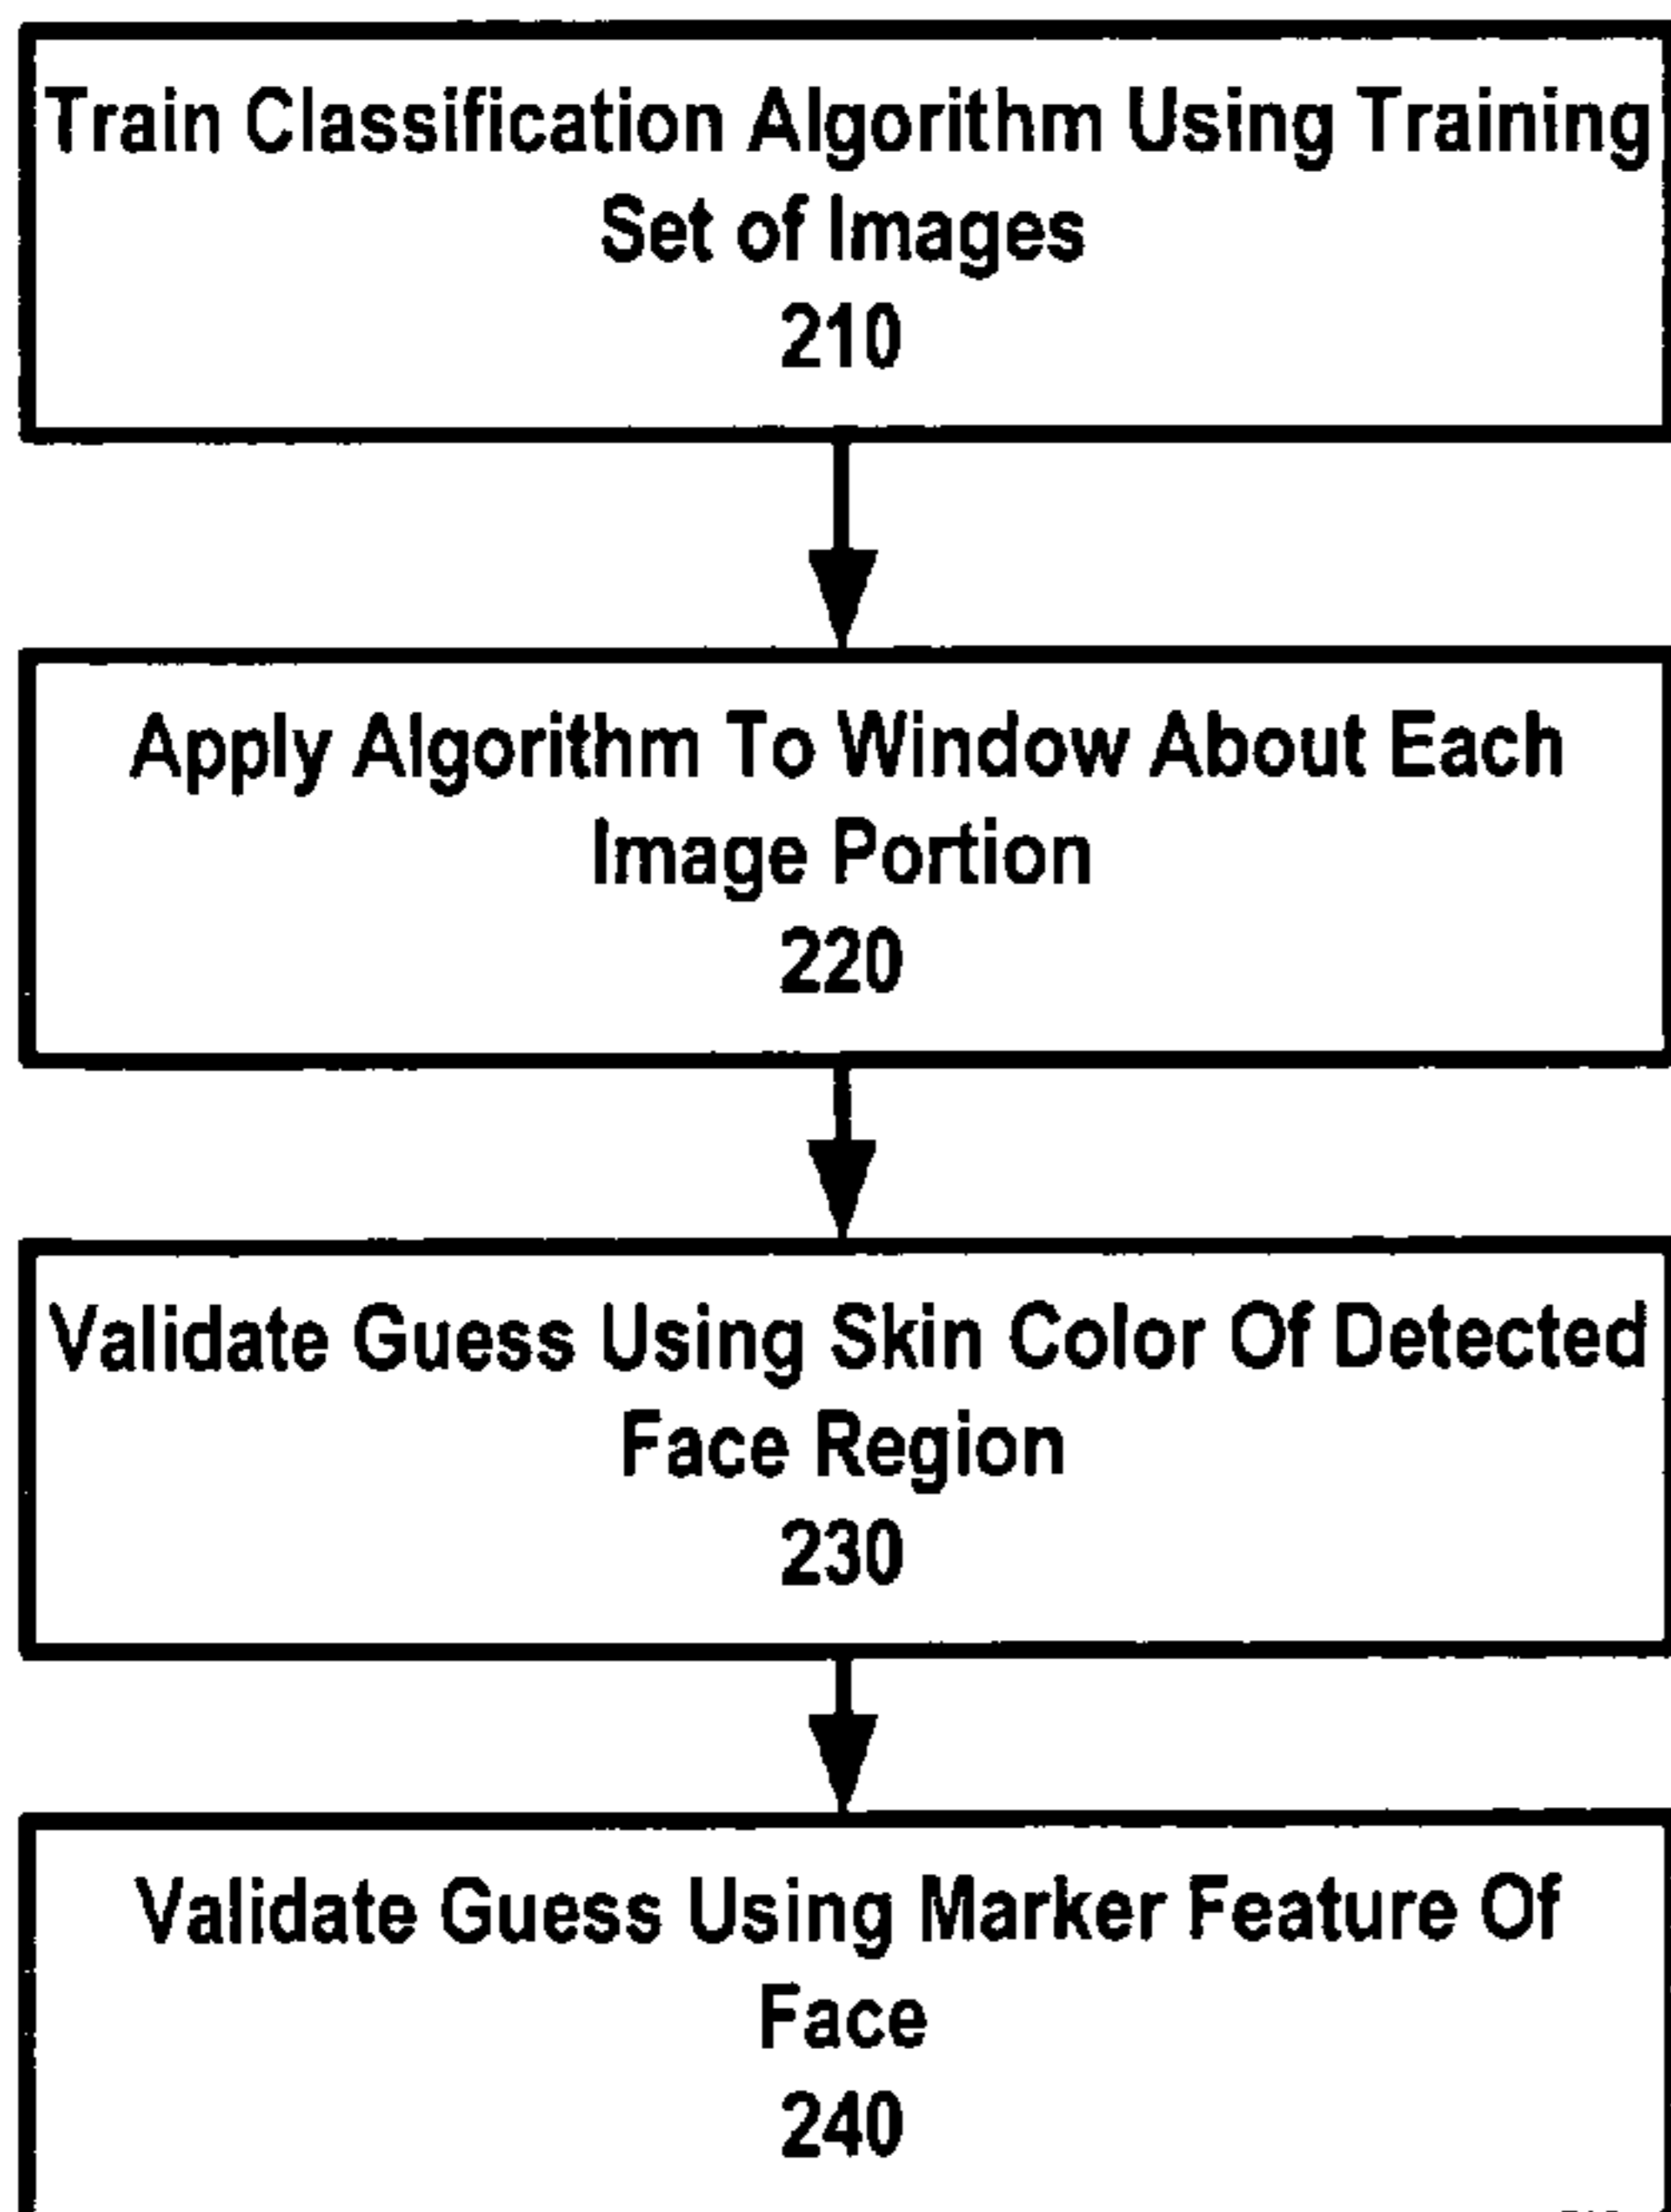 Train Classification Algorithm Using Training
Set of Images
210
Apply Algorithm To Window About Each
Image Portion
220
Validate Guess Using Skin Color Of Detected
Face Region
230
Validate Guess Using Marker Feature Of
Face
240